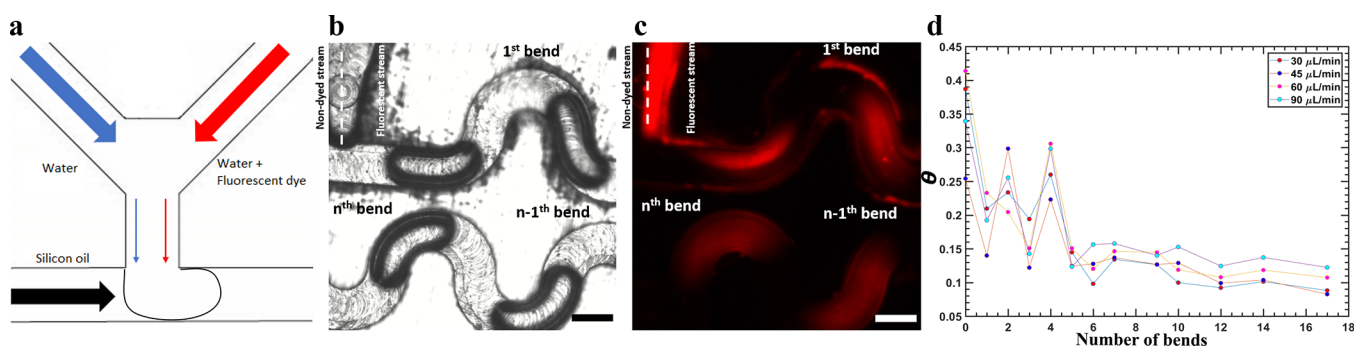 a
Water
Water +
Fluorescent dye
Silicon oil
b
Non-dyed stream
Fluorescent stream
1st bend
nth bend
n-1th bend
c
Non-dyed stream
Fluorescent stream
1st bend
nth bend
n-1th bend
d
0.45
0.4
0.35
0.3
0.25
0.2
0.15
0.1
0.05
θ
0 2 4 6 8 10 12 14 16 18
Number of bends
30 μL/min
45 μL/min
60 μL/min
90 μL/min